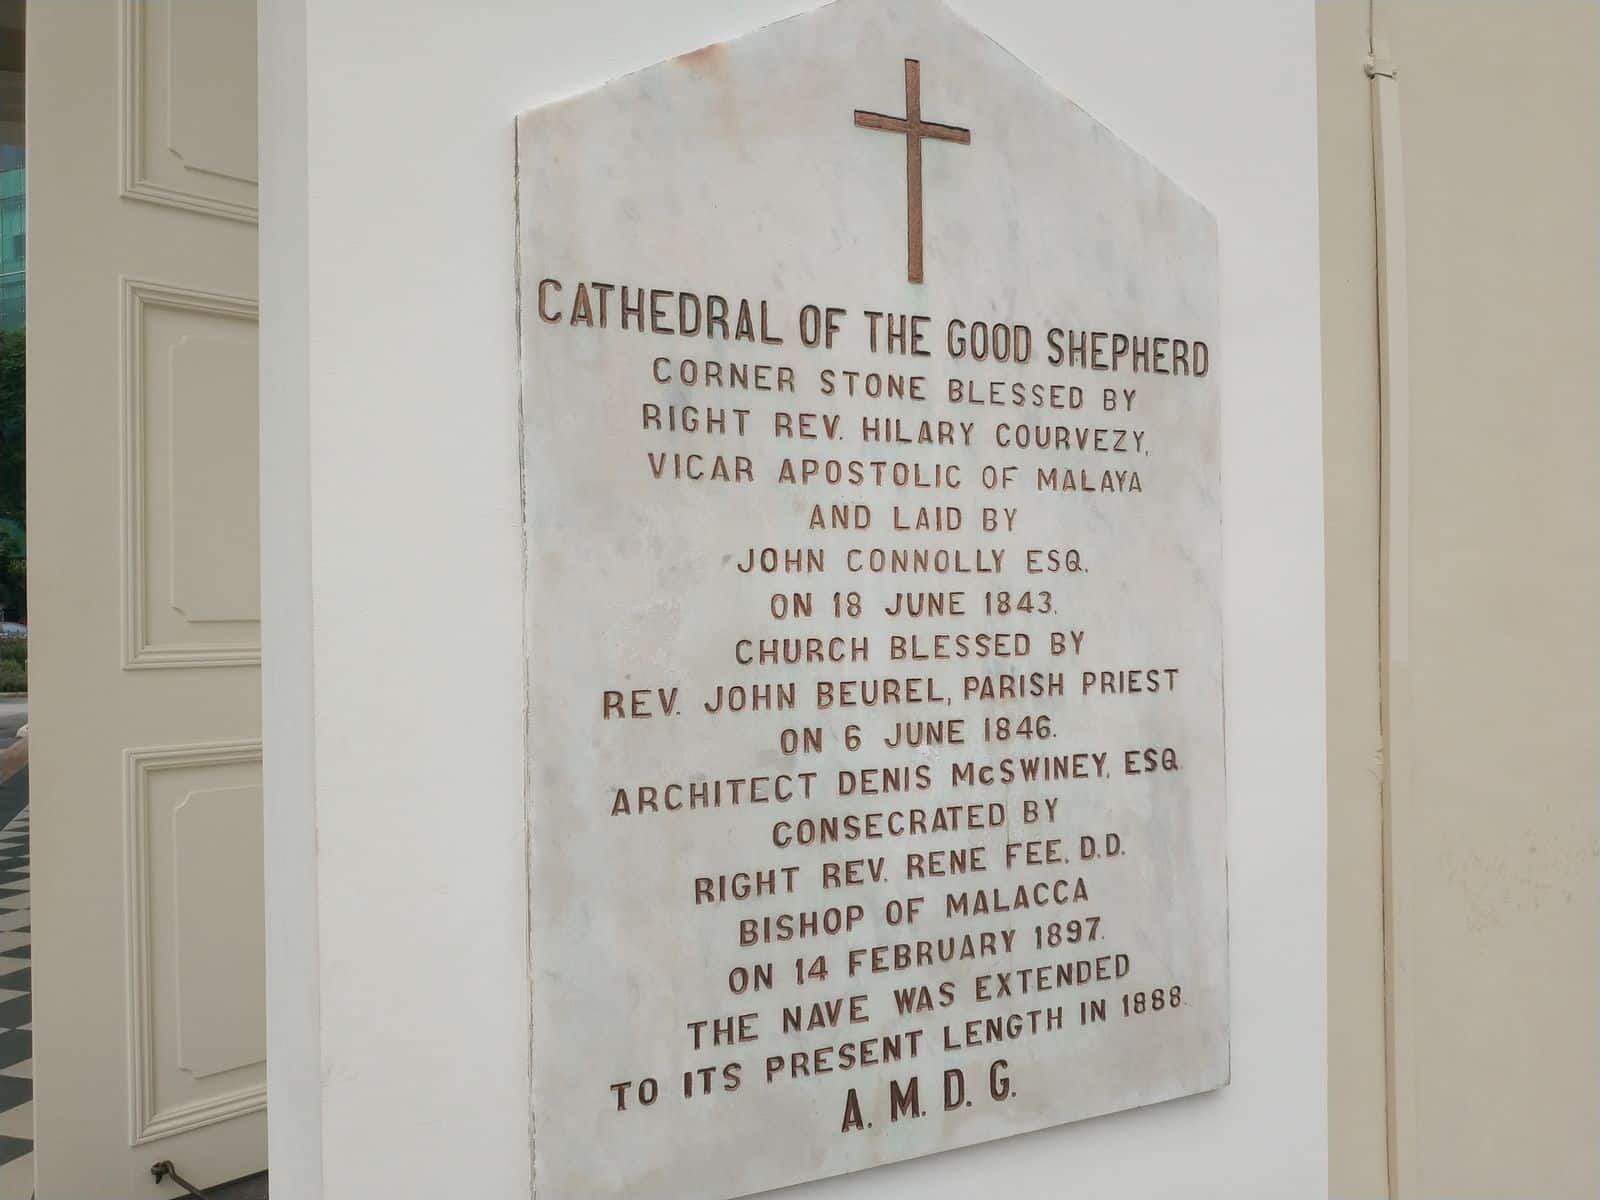 CATHEDRAL OF THE GOOD SHEPHERD
CORNER STONE BLESSED BY
RIGHT REV. HILARY COURVEZY,
VICAR APOSTOLIC OF MALAYA
AND LAID BY
JOHN CONNOLLY ESQ.
ON 18 JUNE 1843.
CHURCH BLESSED BY
REV. JOHN BEUREL, PARISH PRIEST
ON 6 JUNE 1846.
ARCHITECT DENIS McSWINEY, ESQ.
CONSECRATED BY
RIGHT REV. RENE FEE, D.D.
BISHOP OF MALACCA
ON 14 FEBRUARY 1897.
THE NAVE WAS EXTENDED
TO ITS PRESENT LENGTH IN 1888.
A. M. D. G.